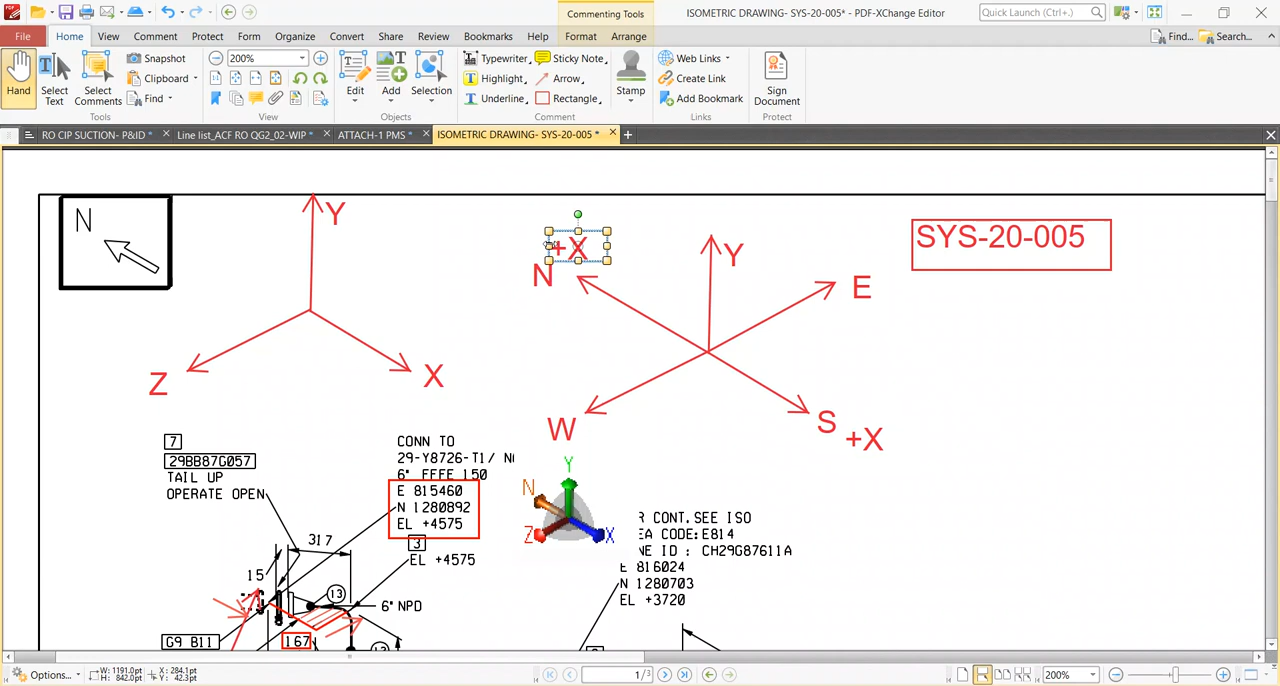 Commenting Tools
ISOMETRIC DRAWING- SYS-20-005* - PDF-XChange Editor
Quick Launch (Ctrl+.)
File Home View Comment Protect Form Organize Convert Share Review Bookmarks Help Format Arrange
Find... Search...
Hand
Select Text
Select Comments
Snapshot
Clipboard
Find
Tools
200%
View
Edit
Add
Selection
Objects
Typewriter
Highlight
Underline
Sticky Note
Arrow
Rectangle
Stamp
Comment
Web Links
Create Link
Add Bookmark
Links
Sign Document
Protect
RO CIP SUCTION- P&ID *
Line list_ACF RO QG2_02-WIP *
ATTACH-1 PMS *
ISOMETRIC DRAWING- SYS-20-005 *
N
Y
Z
X
+X
N
Y
E
W
S
+X
SYS-20-005
7
29BB87G057
TAIL UP
OPERATE OPEN
CONN TO
29-Y8726-T1/
6" FFFE 150
E 815460
N 1280892
EL +4575
3
EL +4575
Y
N
Z
X
CONT.SEE ISO
CODE:E814
ID : CH29G87611A
E 816024
N 1280703
EL +3720
317
15
13
6" NPD
G9 B11
167
Options...
W: 1191.0pt
H: 842.0pt
X: 284.1pt
Y: 42.3pt
1/3
200%